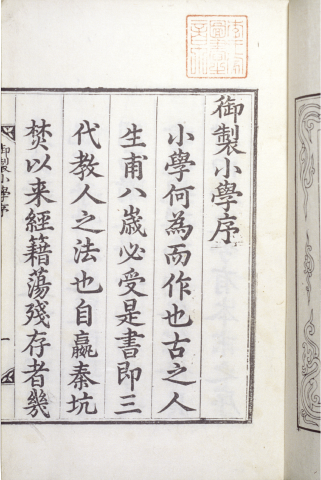 御製小學序
小學何為而作也古之人
生甫八歲必受是書即三
代教人之法也自嬴秦坑
焚以来經籍蕩殘存者幾
御製小學序
一